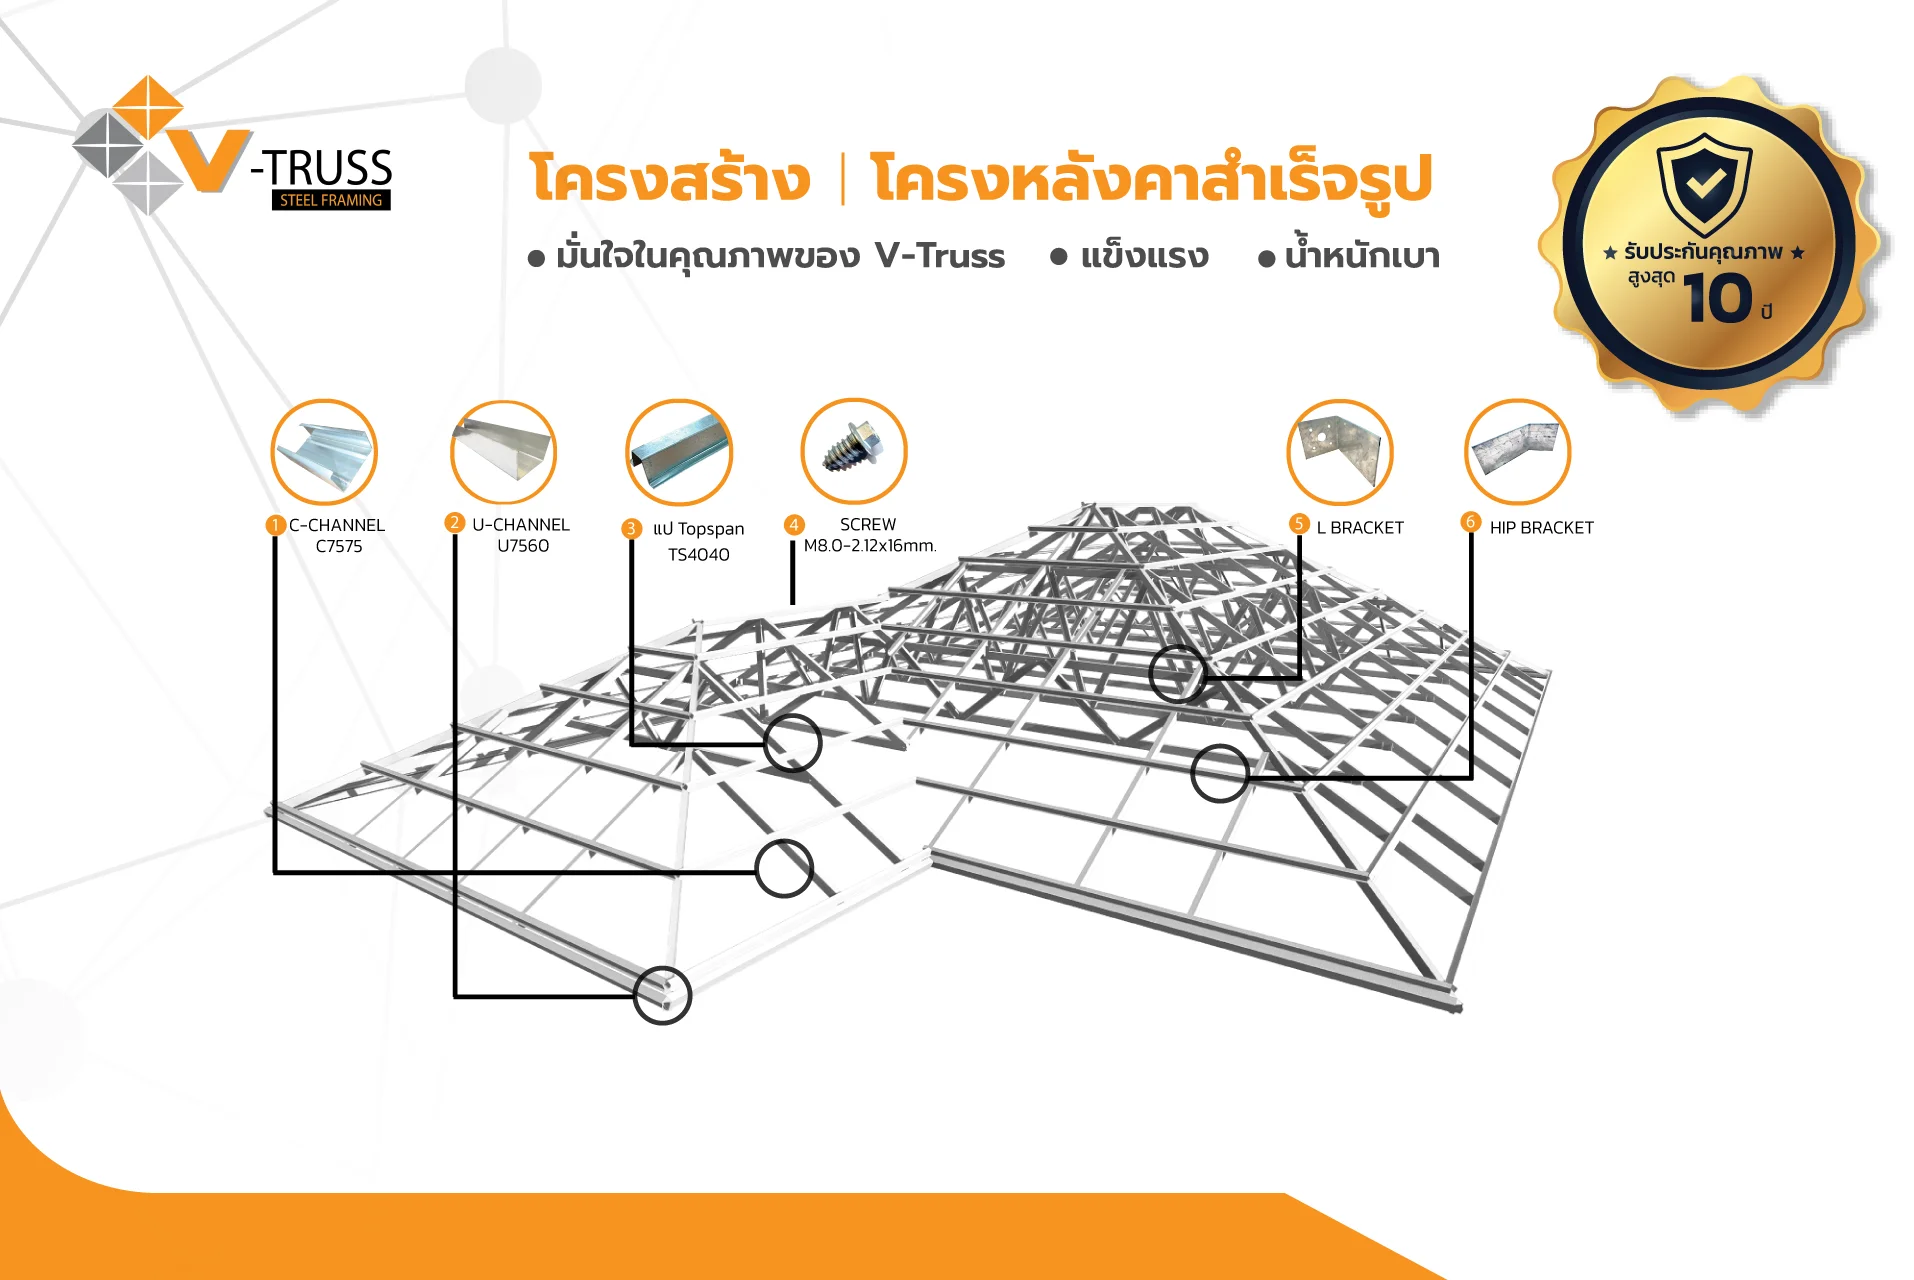 V-TRUSS
STEEL FRAMING
โครงสร้าง | โครงหลังคาสำเร็จรูป
● มั่นใจในคุณภาพของ V-Truss ● แข็งแรง ● น้ำหนักเบา
★ รับประกันคุณภาพ ★
สูงสุด 10 ปี
1 C-CHANNEL
C7575
2 U-CHANNEL
U7560
3 แป Topspan
TS4040
4 SCREW
M8.0-2.12x16mm.
5 L BRACKET
6 HIP BRACKET